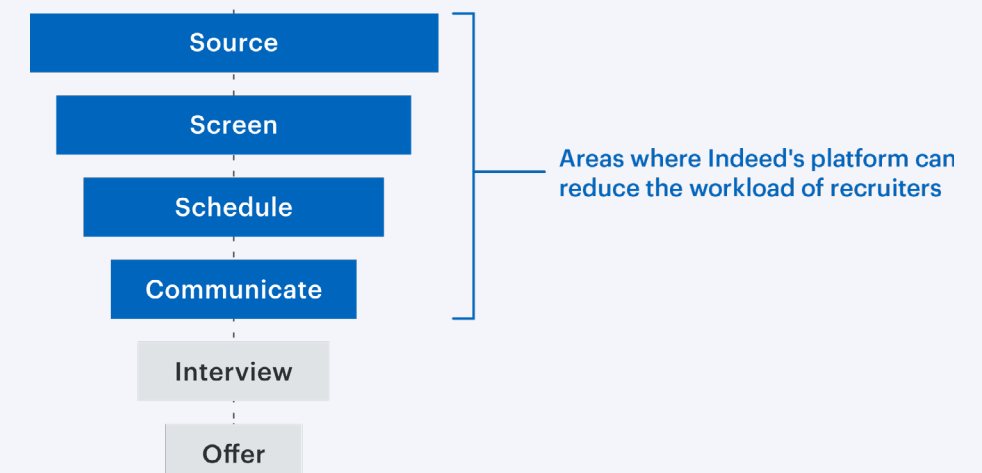 Source
Screen
Schedule
Communicate
Interview
Offer
Areas where Indeed's platform can
reduce the workload of recruiters